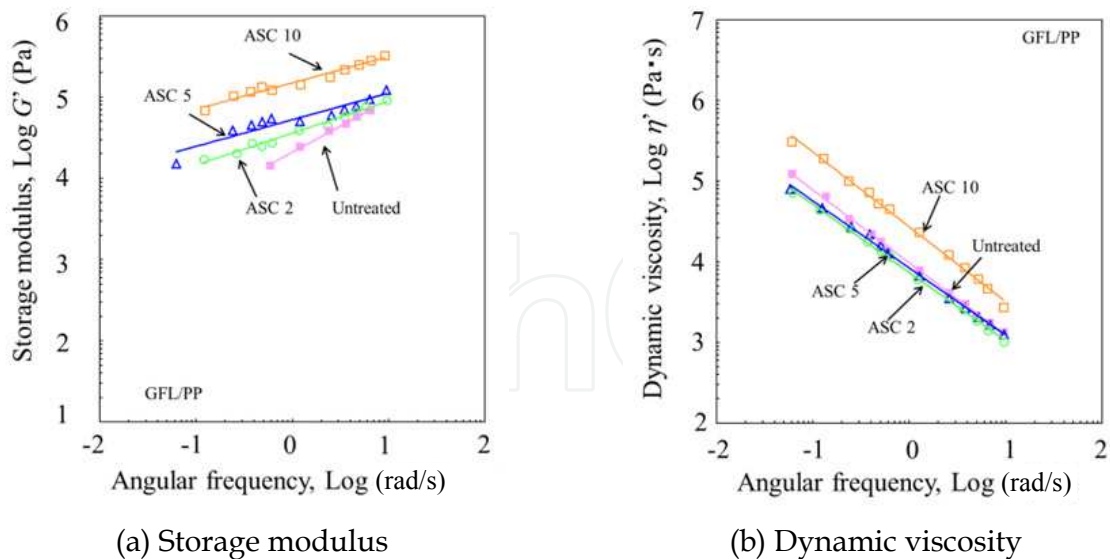 6
5
4
3
2
1
Storage modulus, Log G' (Pa)
ASC 10
ASC 5
ASC 2
Untreated
GFL/PP
-2
-1
0
1
2
Angular frequency, Log (rad/s)
(a) Storage modulus
7
6
5
4
3
2
Dynamic viscosity, Log η' (Pa·s)
GFL/PP
ASC 10
Untreated
ASC 5
ASC 2
-2
-1
0
1
2
Angular frequency, Log (rad/s)
(b) Dynamic viscosity